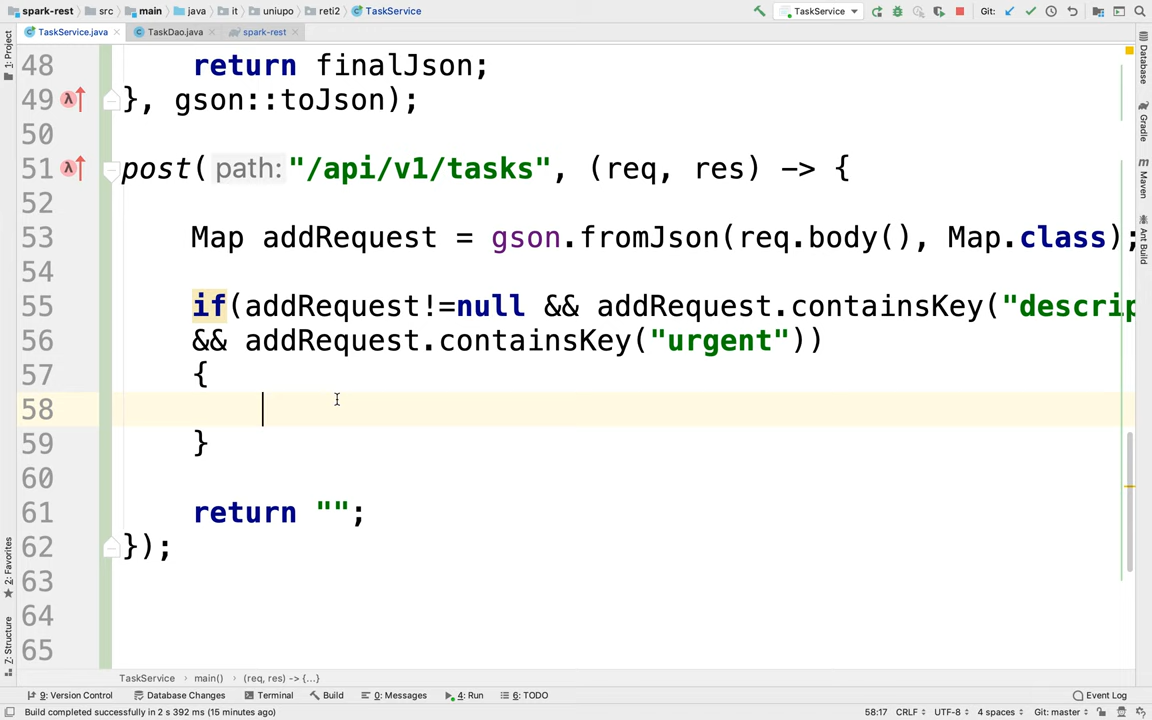 spark-rest src main java it uniupo reti2 TaskService TaskService Git:
TaskService.java TaskDao.java spark-rest
48 return finalJson;
49 }, gson::toJson);
50
51 post( path: "/api/v1/tasks", (req, res) -> {
52
53 Map addRequest = gson.fromJson(req.body(), Map.class);
54
55 if(addRequest!=null && addRequest.containsKey("descrip
56 && addRequest.containsKey("urgent"))
57 {
58
59 }
60
61 return "";
62 });
63
64
65
1: Project
2: Favorites
Z: Structure
Database
Gradle
Maven
Ant Build
TaskService main() (req, res) -> {...}
9: Version Control Database Changes Terminal Build 0: Messages 4: Run 6: TODO Event Log
Build completed successfully in 2 s 392 ms (15 minutes ago) 58:17 CRLF UTF-8 4 spaces Git: master